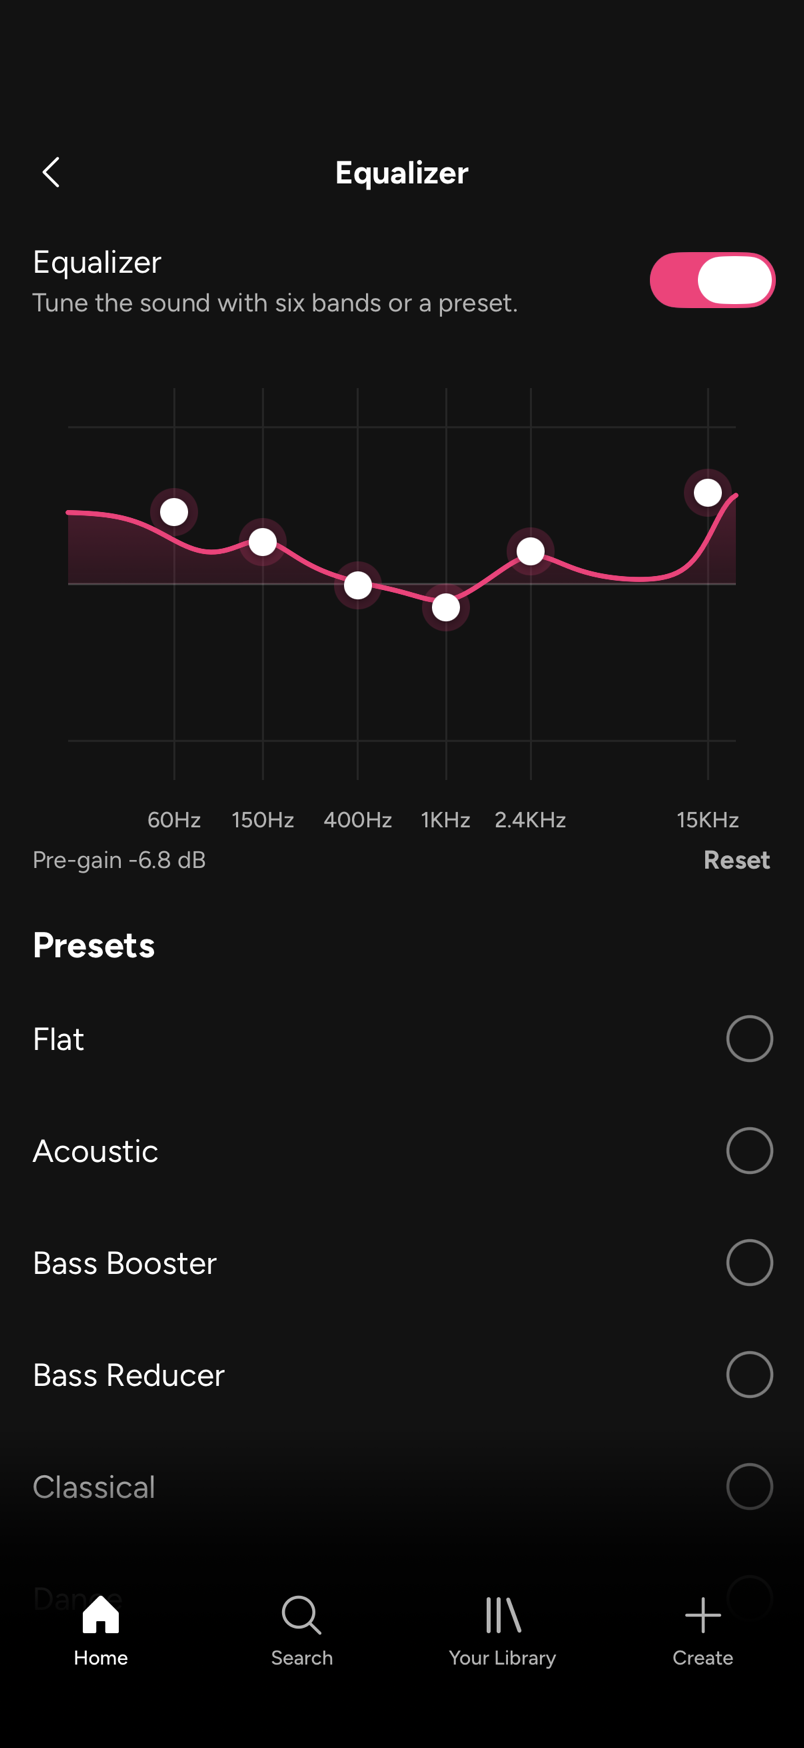 Equalizer
Equalizer
Tune the sound with six bands or a preset.
60Hz 150Hz 400Hz 1KHz 2.4KHz 15KHz
Pre-gain -6.8 dB Reset
Presets
Flat
Acoustic
Bass Booster
Bass Reducer
Classical
Dance
Home Search Your Library Create